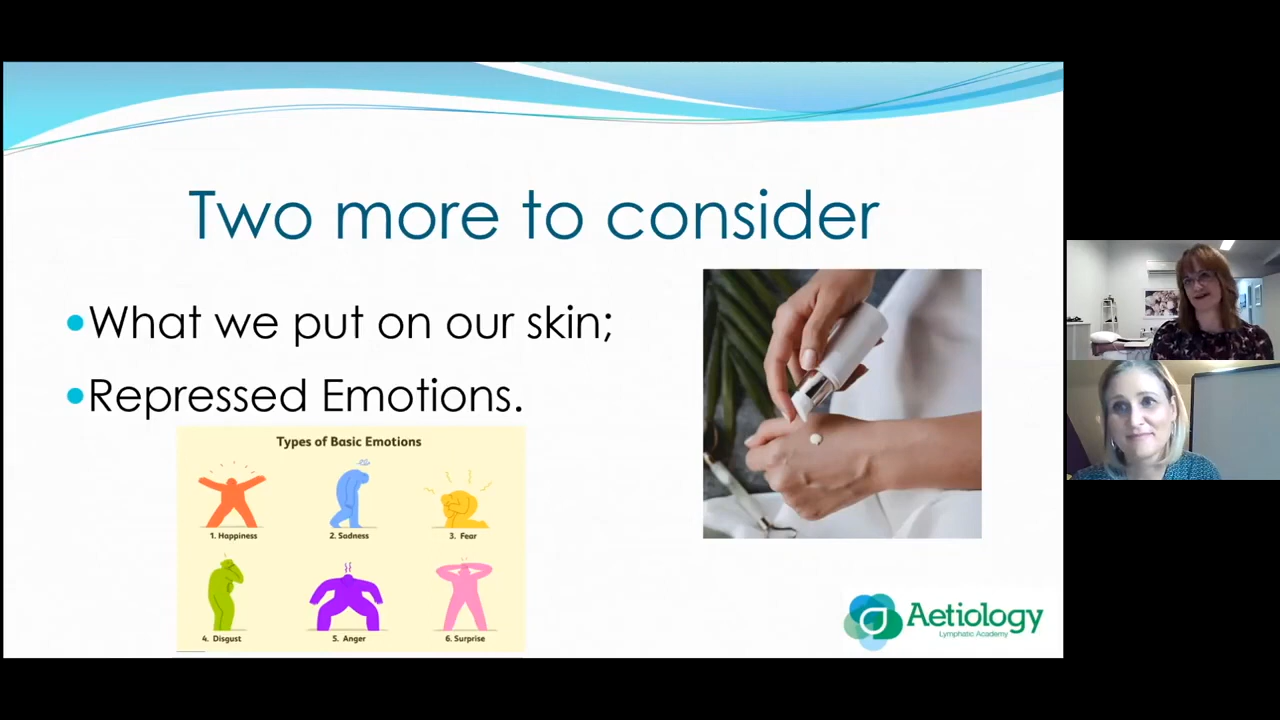 Two more to consider
•What we put on our skin;
•Repressed Emotions.
Types of Basic Emotions
1. Happiness
2. Sadness
3. Fear
4. Disgust
5. Anger
6. Surprise
Aetiology
Lymphatic Academy